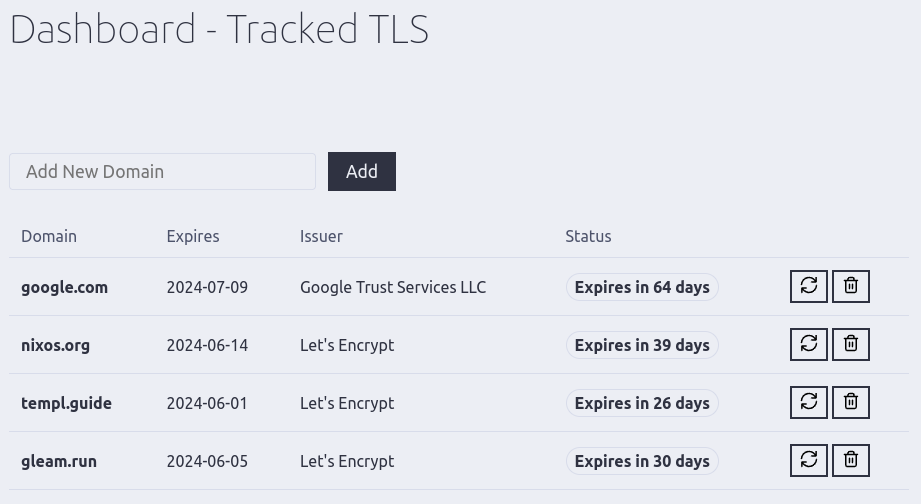 Dashboard - Tracked TLS
Add New Domain Add
Domain Expires Issuer Status
google.com 2024-07-09 Google Trust Services LLC Expires in 64 days
nixos.org 2024-06-14 Let's Encrypt Expires in 39 days
templ.guide 2024-06-01 Let's Encrypt Expires in 26 days
gleam.run 2024-06-05 Let's Encrypt Expires in 30 days